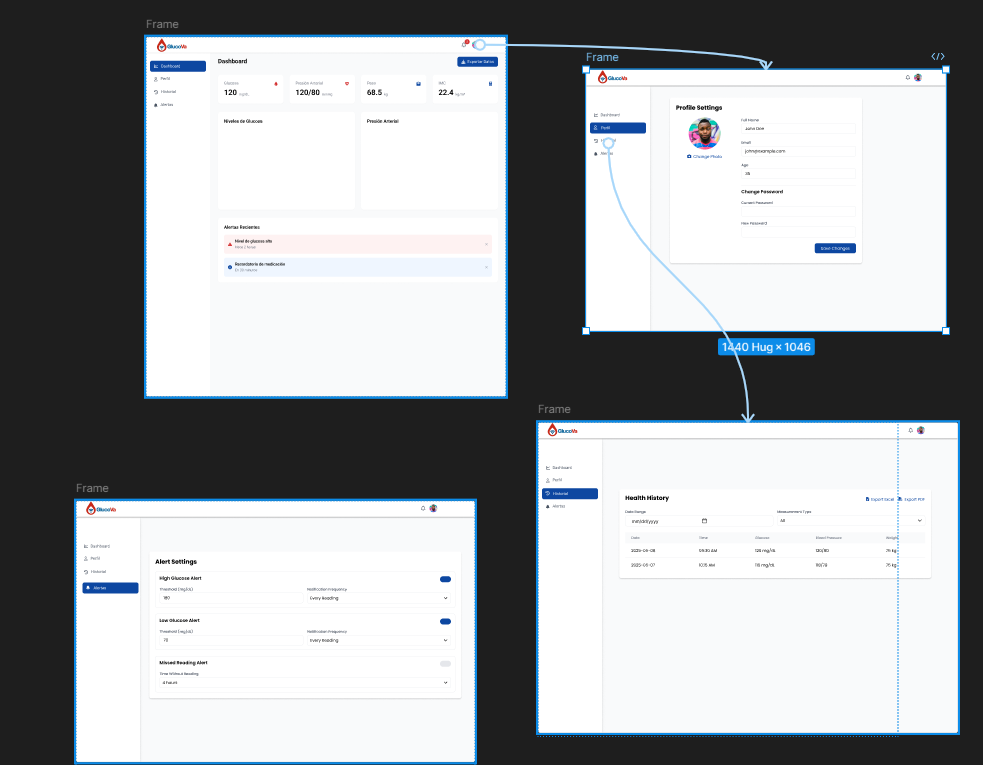 Frame
GlucoVs
Dashboard
Perfil
Historial
Alertas
Dashboard
Exportar Datos
Glucosa
120 mg/dL
Presión Arterial
120/80 mmHg
Peso
68.5 kg
IMC
22.4 kg/m²
Niveles de Glucosa
Presión Arterial
Alertas Recientes
Nivel de glucosa alto
Hace 2 horas
Recordatorio de medicación
En 30 minutos
Frame
</>
GlucoVs
Dashboard
Perfil
Profile Settings
Change Photo
Full Name
John Doe
Email
john@example.com
Age
35
Change Password
Current Password
New Password
Save Changes
1440 Hug × 1046
Frame
GlucoVs
Dashboard
Perfil
Historial
Alertas
Health History
Export Excel
Export PDF
Date Range
mm/dd/yyyy
Measurement Type
All
Date
Time
Glucose
Blood Pressure
Weight
2025-05-08
09:30 AM
125 mg/dL
120/80
75 kg
2025-05-07
10:15 AM
118 mg/dL
118/78
75 kg
Frame
GlucoVs
Dashboard
Perfil
Historial
Alertas
Alert Settings
High Glucose Alert
Threshold (mg/dL)
180
Notification Frequency
Every Reading
Low Glucose Alert
Threshold (mg/dL)
70
Notification Frequency
Every Reading
Missed Reading Alert
Time Without Reading
4 hours